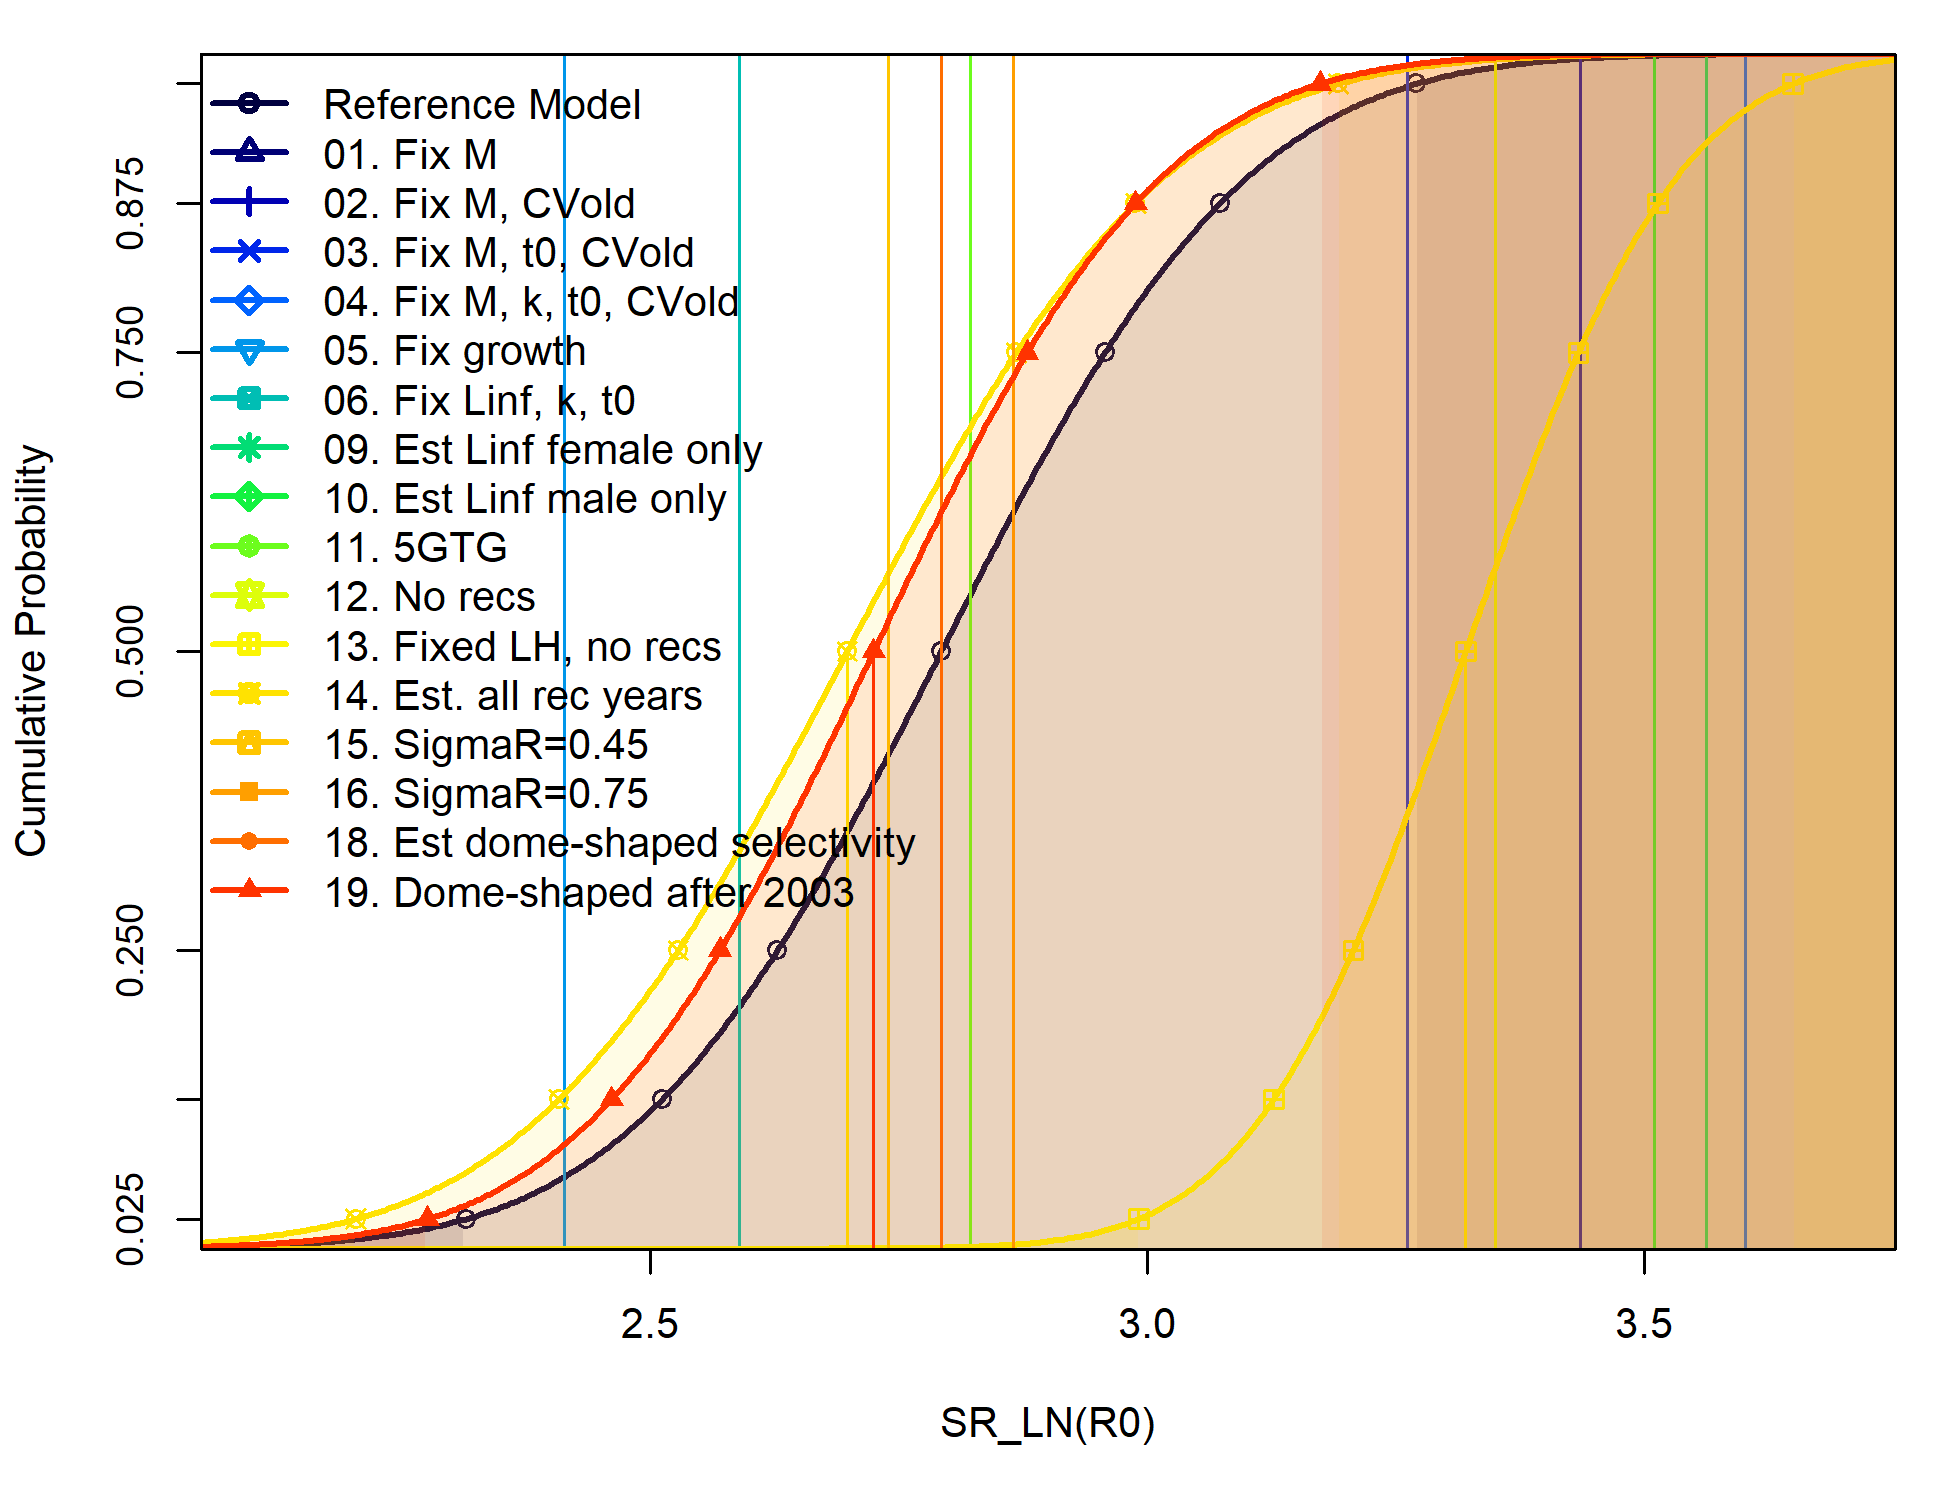 Reference Model
01. Fix M
02. Fix M, CVold
03. Fix M, t0, CVold
04. Fix M, k, t0, CVold
05. Fix growth
06. Fix Linf, k, t0
09. Est Linf female only
10. Est Linf male only
11. 5GTG
12. No recs
13. Fixed LH, no recs
14. Est. all rec years
15. SigmaR=0.45
16. SigmaR=0.75
18. Est dome-shaped selectivity
19. Dome-shaped after 2003
Cumulative Probability
0.875
0.750
0.500
0.250
0.025
2.5 3.0 3.5
SR_LN(R0)